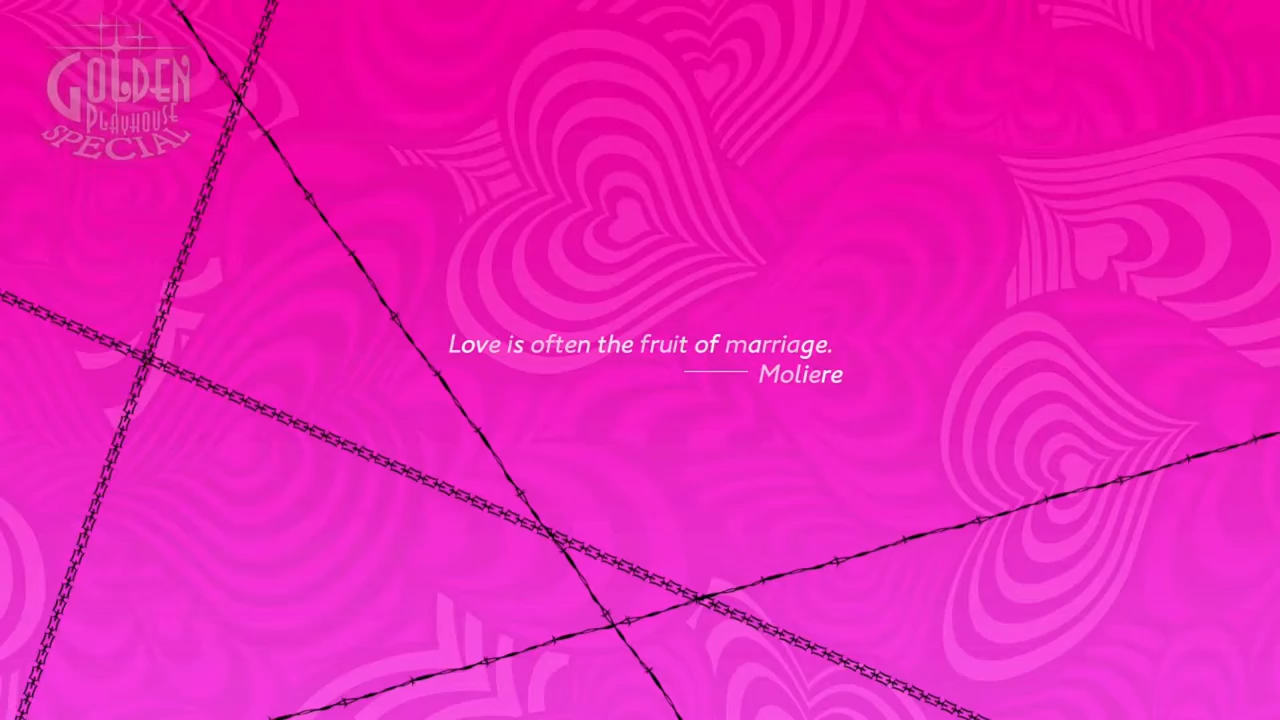 GOLDEN
PLAYHOUSE
SPECIAL
Love is often the fruit of marriage.
Moliere